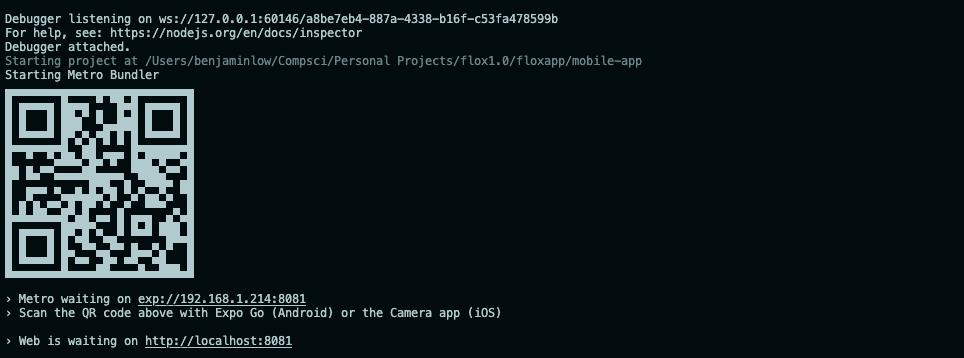 Debugger listening on ws://127.0.0.1:60146/a8be7eb4-887a-4338-b16f-c53fa478599b
For help, see: https://nodejs.org/en/docs/inspector
Debugger attached.
Starting project at /Users/benjaminlow/Compsci/Personal Projects/flox1.0/floxapp/mobile-app
Starting Metro Bundler
› Metro waiting on exp://192.168.1.214:8081
› Scan the QR code above with Expo Go (Android) or the Camera app (iOS)
› Web is waiting on http://localhost:8081